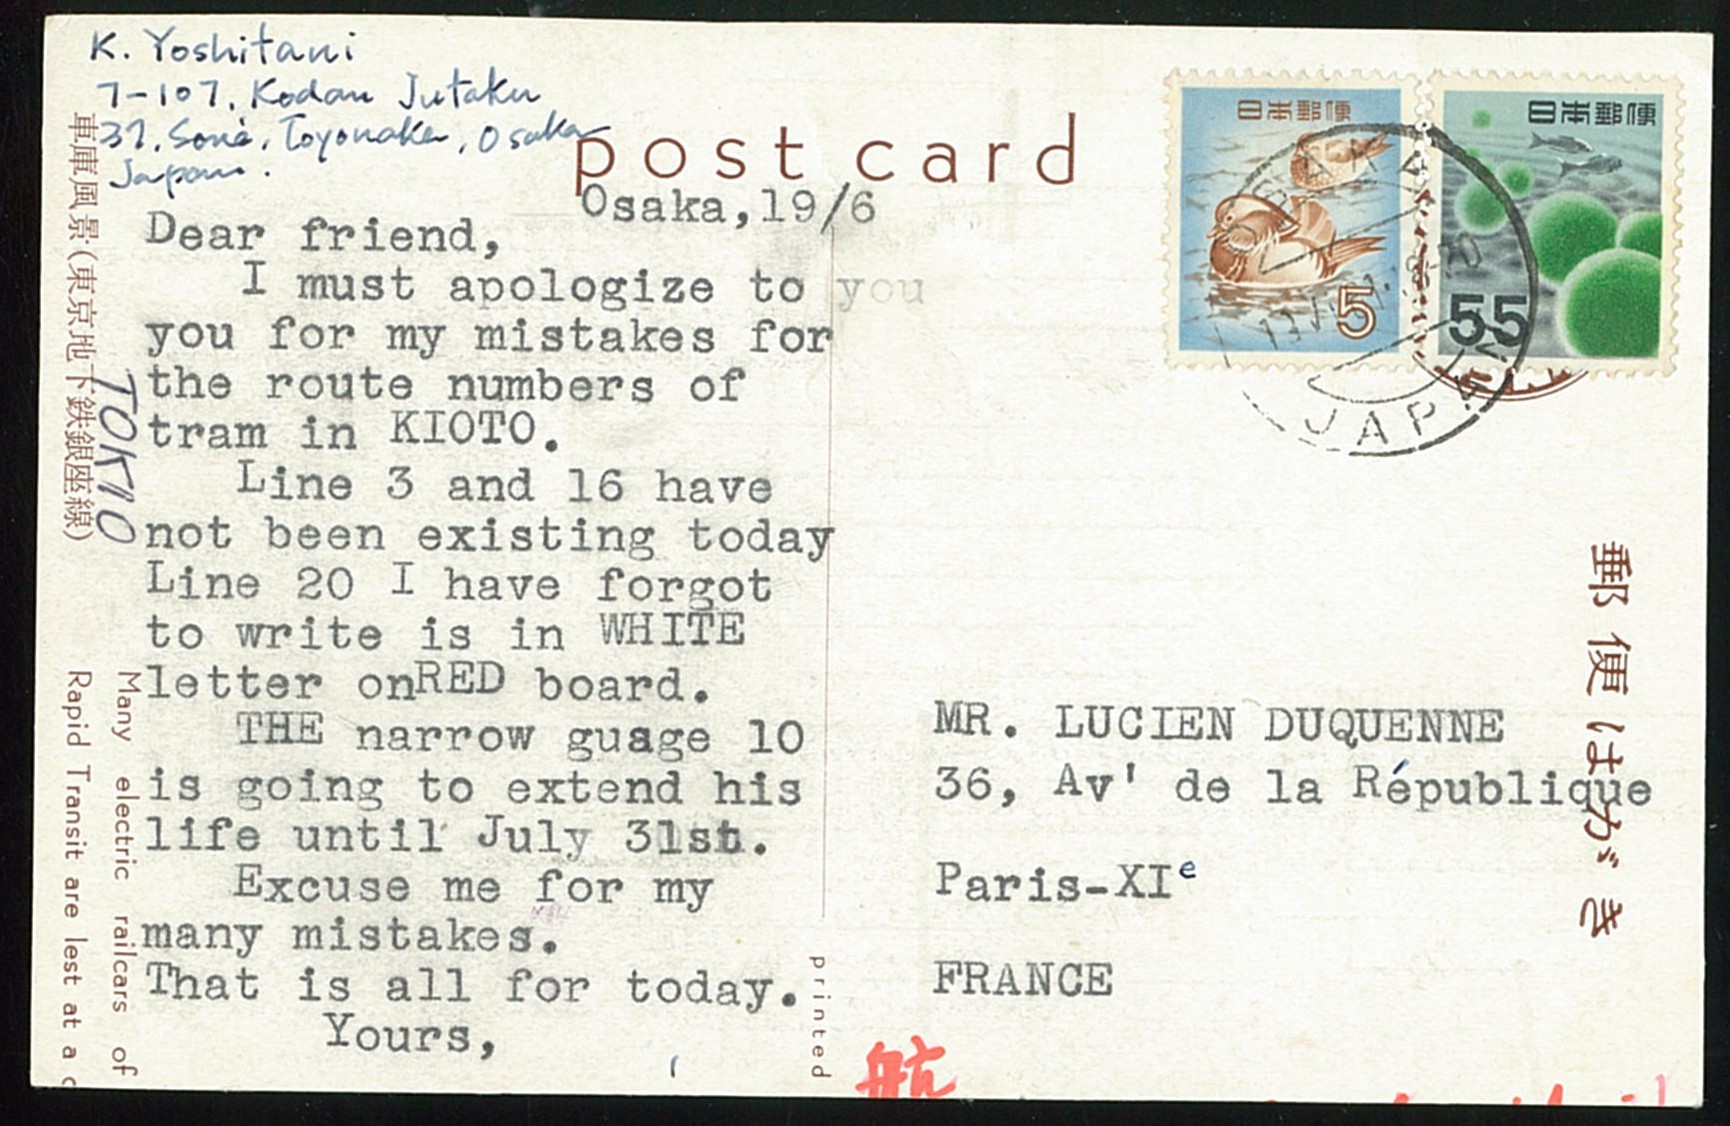 K. Yoshitani
7-107, Kodan Jutaku
37, Sone, Toyonaka, Osaka
Japan.
post card
Osaka,19/6
Dear friend,
I must apologize to you
you for my mistakes for
the route numbers of
tram in KIOTO.
Line 3 and 16 have
not been existing today
Line 20 I have forgot
to write is in WHITE
letter onRED board.
THE narrow guage 10
is going to extend his
life until July 31st.
Excuse me for my
many mistakes.
That is all for today.
Yours,
車庫風景(東京地下鉄銀座線)
TOKIO
Many electric railcars of
Rapid Transit are lest at a
printed
日本郵便
5
日本郵便
55
OSAKA
JAPAN
MR. LUCIEN DUQUENNE
36, Av' de la République
Paris-XIe
FRANCE
郵便はがき
航